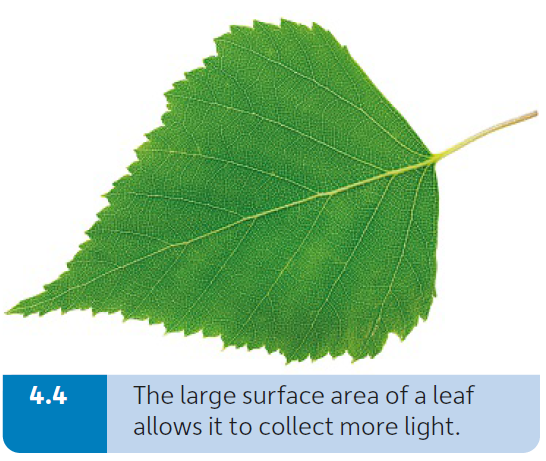 4.4
The large surface area of a leaf
allows it to collect more light.